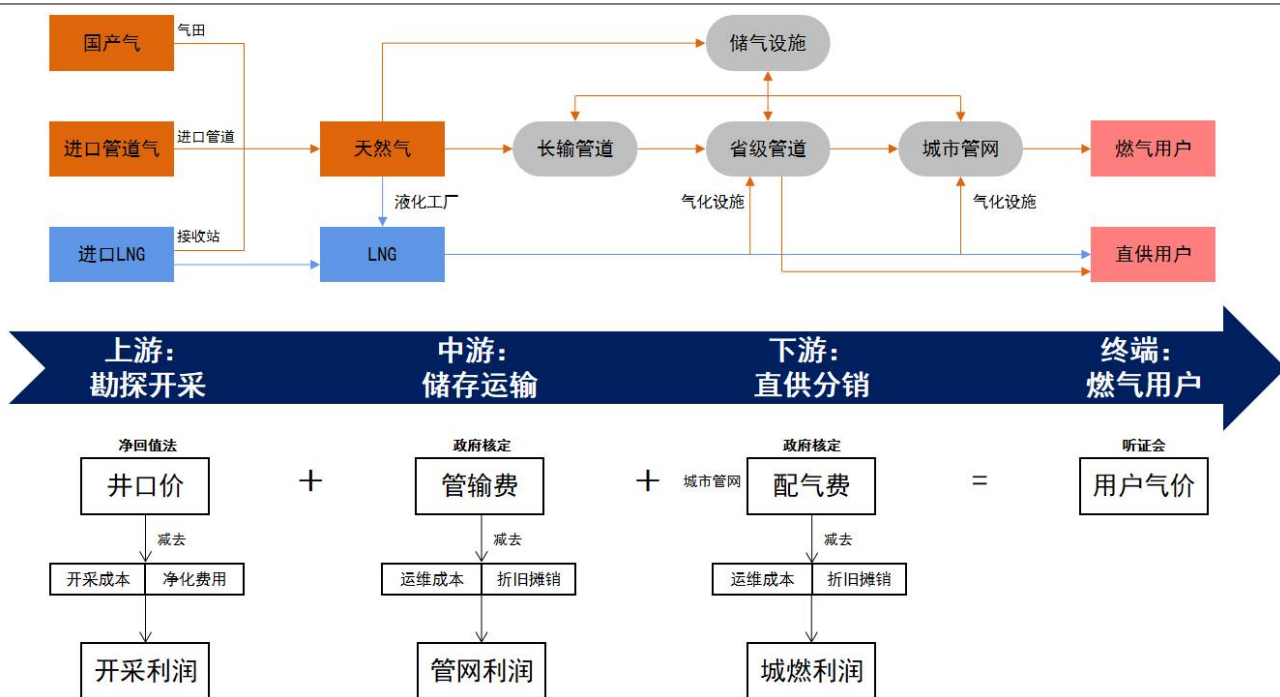 国产气
气田
储气设施
进口管道气
进口管道
天然气
长输管道
省级管道
城市管网
燃气用户
液化工厂
气化设施
气化设施
进口LNG
接收站
LNG
直供用户
上游：
勘探开采
中游：
储存运输
下游：
直供分销
终端：
燃气用户
净回值法
政府核定
政府核定
听证会
井口价
+
管输费
+
城市管网
配气费
=
用户气价
减去
减去
减去
开采成本
净化费用
运维成本
折旧摊销
运维成本
折旧摊销
开采利润
管网利润
城燃利润